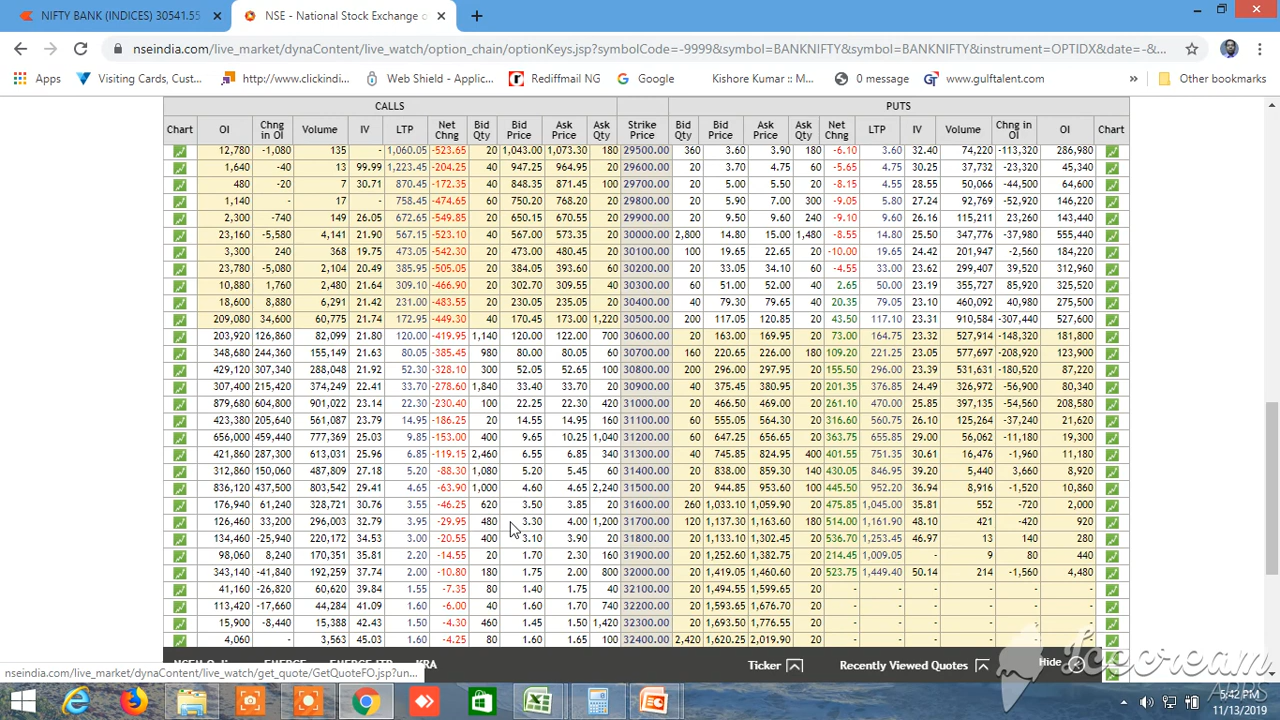 NIFTY BANK (INDICES) 30541.55
NSE - National Stock Exchange o
nseindia.com/live_market/dynaContent/live_watch/option_chain/optionKeys.jsp?symbolCode=-9999&symbol=BANKNIFTY&symbol=BANKNIFTY&instrument=OPTIDX&date=-&...
Apps Visiting Cards, Cust... http://www.clickindi... Web Shield - Applic... Rediffmail NG Google Kishore Kumar :: M... 0 message www.gulftalent.com » Other bookmarks
CALLS PUTS
Chart OI Chng in OI Volume IV LTP Net Chng Bid Qty Bid Price Ask Price Ask Qty Strike Price Bid Qty Bid Price Ask Price Ask Qty Net Chng LTP IV Volume Chng in OI OI Chart
12,780 -1,080 135 - 1,060.05 -523.65 20 1,043.00 1,073.30 180 29500.00 360 3.60 3.90 180 -6.10 3.60 32.40 74,220 -113,320 286,980
1,640 -40 13 99.99 1,223.45 -204.25 40 947.25 964.95 20 29600.00 20 3.70 4.75 60 -5.65 4.75 30.25 37,732 -23,320 45,340
480 -20 7 30.71 870.45 -172.35 40 848.35 871.45 100 29700.00 20 5.00 5.50 20 -8.15 4.55 28.55 50,066 -44,500 64,600
1,140 - 17 - 758.45 -474.65 60 750.20 768.20 20 29800.00 20 5.90 7.00 300 -9.05 5.80 27.24 92,769 -52,920 146,220
2,300 -740 149 26.05 672.65 -549.85 20 650.15 670.55 20 29900.00 20 9.50 9.60 240 -9.10 9.60 26.16 115,211 23,260 143,440
23,160 -5,580 4,141 21.90 567.15 -523.10 40 567.00 573.35 20 30000.00 2,800 14.80 15.00 1,480 -8.55 14.80 25.50 347,776 -37,980 555,440
3,300 240 368 19.75 473.05 -542.30 20 473.00 480.45 20 30100.00 100 19.65 22.65 20 -10.00 19.65 24.42 201,947 -2,560 184,220
23,780 -5,080 2,104 20.49 385.95 -505.05 20 384.05 393.60 60 30200.00 20 33.05 34.10 60 -4.55 33.00 23.62 299,407 39,520 312,960
10,880 1,760 2,480 21.64 309.10 -466.90 20 302.70 309.55 40 30300.00 60 51.00 52.00 40 2.65 50.00 23.19 355,727 85,920 325,520
18,600 8,880 6,291 21.42 231.00 -483.55 20 230.05 235.05 20 30400.00 40 79.30 79.65 40 20.35 79.05 23.10 460,092 40,980 275,500
209,080 34,600 60,775 21.74 172.95 -449.30 40 170.45 173.00 1,220 30500.00 200 117.05 120.85 20 43.50 117.10 23.31 910,584 -307,440 527,600
203,920 126,860 82,099 21.80 120.00 -419.95 1,140 120.00 122.00 700 30600.00 20 163.00 169.95 20 73.00 164.75 23.32 527,914 -148,320 181,800
348,680 244,360 155,149 21.63 80.05 -385.45 980 80.00 80.05 60 30700.00 160 220.65 226.00 180 109.20 221.25 23.05 577,697 -208,920 123,900
429,120 307,340 288,048 21.92 52.30 -328.10 300 52.05 52.65 100 30800.00 200 296.00 297.95 20 155.50 296.00 23.39 531,631 -180,520 87,220
307,400 215,420 374,249 22.41 33.70 -278.60 1,840 33.40 33.70 20 30900.00 40 375.45 380.95 20 201.35 376.85 24.49 326,972 -56,900 80,340
879,680 604,800 901,022 23.14 22.30 -230.40 100 22.25 22.30 420 31000.00 20 466.50 469.00 20 261.10 470.00 25.85 397,135 -54,560 208,580
423,380 205,640 561,087 23.73 14.95 -186.25 100 14.55 14.95 160 31100.00 60 555.05 564.30 20 316.60 560.75 26.10 125,264 -37,240 21,620
656,000 459,440 777,369 25.03 9.85 -153.00 400 9.65 10.25 1,040 31200.00 60 647.25 656.65 20 363.75 655.85 29.00 56,062 -11,180 19,300
421,860 287,300 613,031 25.96 6.85 -119.15 2,460 6.55 6.85 340 31300.00 40 745.85 824.95 400 401.55 751.35 30.61 16,476 -1,960 11,180
312,860 150,060 487,809 27.18 5.20 -88.30 1,080 5.20 5.45 60 31400.00 20 838.00 859.30 140 430.05 846.95 39.20 5,440 3,660 8,920
836,120 437,500 803,542 29.41 4.65 -63.90 1,000 4.60 4.65 2,240 31500.00 20 944.85 953.60 100 445.50 952.20 36.94 8,916 -1,520 10,860
176,940 61,240 328,721 30.76 3.55 -46.25 620 3.50 3.85 20 31600.00 260 1,033.10 1,059.90 20 475.85 1,045.00 35.81 552 -720 2,000
126,460 33,200 296,003 32.79 3.95 -29.95 480 3.30 4.00 1,200 31700.00 120 1,137.30 1,163.60 180 514.00 1,161.90 48.10 421 -420 920
134,460 -25,940 220,172 34.53 3.00 -20.55 400 3.10 3.90 20 31800.00 20 1,133.10 1,302.45 20 536.70 1,253.45 46.97 13 140 280
98,060 8,240 170,351 35.81 2.20 -14.55 20 1.70 2.30 160 31900.00 20 1,252.60 1,382.75 20 214.45 1,009.05 - 9 80 440
343,140 -41,840 192,259 37.74 2.00 -10.80 180 1.75 2.00 800 32000.00 20 1,419.05 1,460.60 20 523.75 1,449.40 50.14 214 -1,560 4,480
41,160 -26,820 60,620 39.84 1.55 -7.35 80 1.40 1.75 40 32100.00 20 1,494.55 1,599.65 20 - - - - - -
113,420 -17,660 44,284 41.09 1.60 -6.00 40 1.60 1.70 740 32200.00 20 1,593.65 1,676.70 20 - - - - - -
15,900 -8,440 15,388 42.43 1.50 -4.30 460 1.45 1.50 1,420 32300.00 20 1,693.50 1,776.55 20 - - - - - -
4,060 - 3,563 45.03 1.60 -4.25 80 1.60 1.65 100 32400.00 2,420 1,620.25 2,019.90 20 - - - - - -
Ticker Recently Viewed Quotes Hide
nseindia.com/live_market/dynaContent/live_watch/get_quote/GetQuoteFO.jsp?un...
Icecream
APPS
5:42 PM
11/13/2019